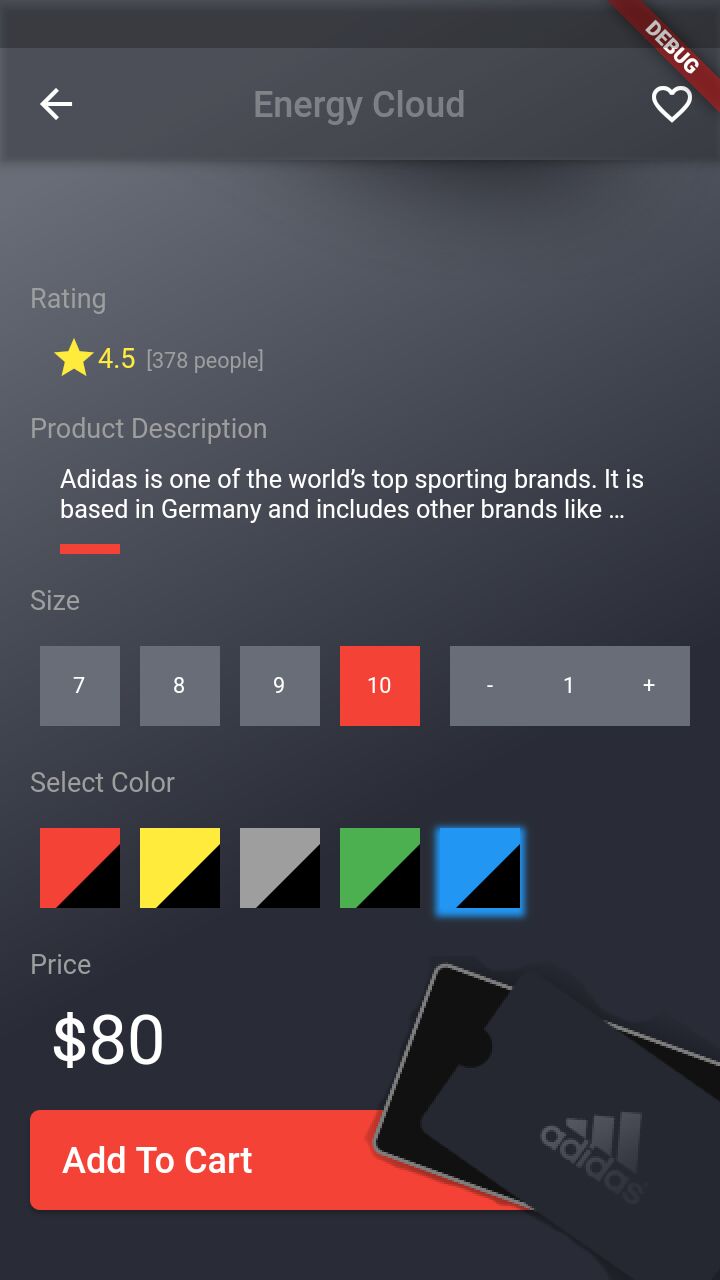 DEBUG
Energy Cloud
Rating
4.5 [378 people]
Product Description
Adidas is one of the world’s top sporting brands. It is
based in Germany and includes other brands like …
Size
7 8 9 10 - 1 +
Select Color
Price
$80
Add To Cart
adidas